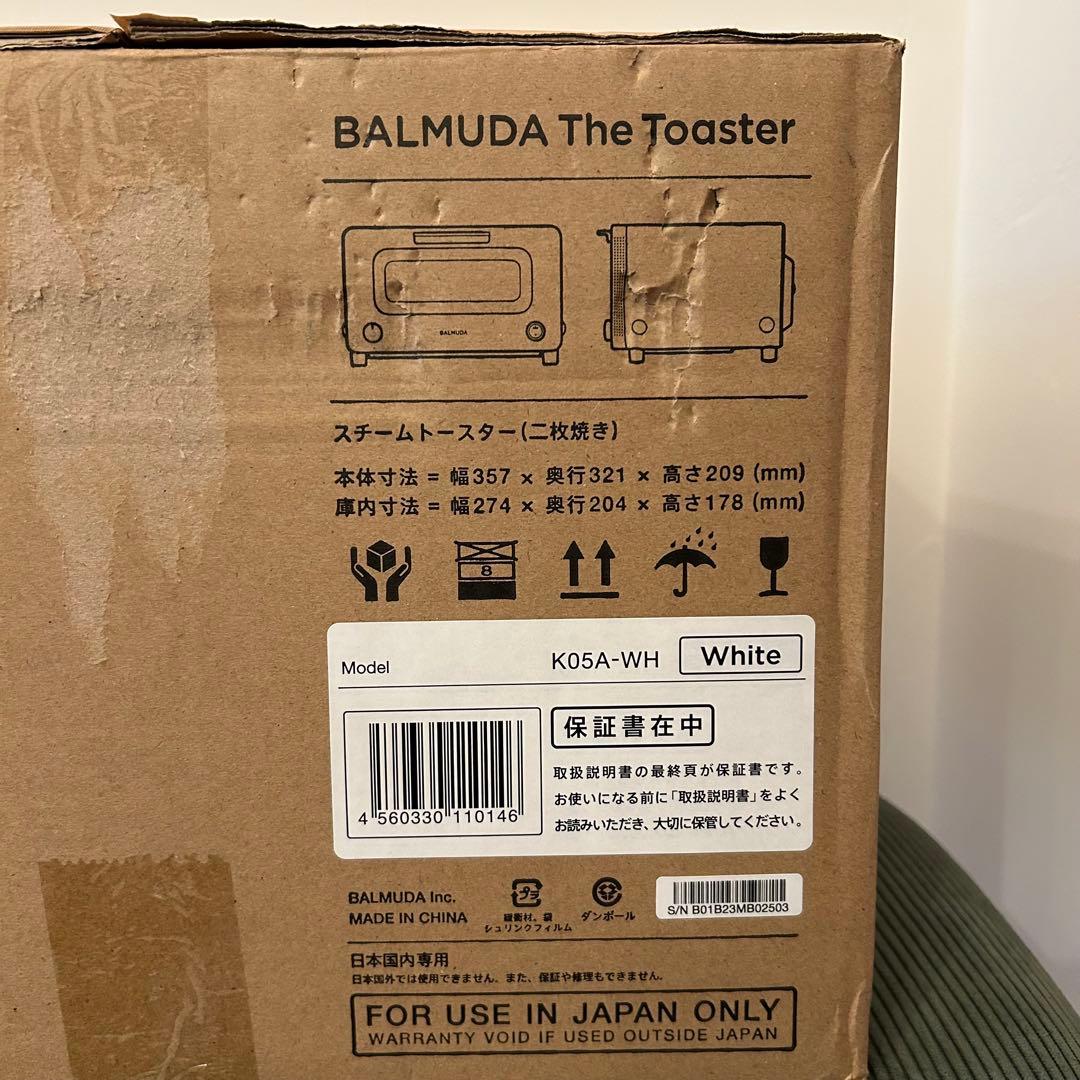 BALMUDA The Toaster
BALMUDA
スチームトースター(二枚焼き)
本体寸法 = 幅357 × 奥行321 × 高さ209 (mm)
庫内寸法 = 幅274 × 奥行204 × 高さ178 (mm)
8
Model K05A-WH White
保証書在中
取扱説明書の最終頁が保証書です。
お使いになる前に「取扱説明書」をよく
お読みいただき、大切に保管してください。
4 560330 110146
BALMUDA Inc.
MADE IN CHINA
プラ
緩衝材、袋
シュリンクフィルム
ダンボール
S/N B01B23MB02503
日本国内専用
日本国外では使用できません。また、保証や修理もできません。
FOR USE IN JAPAN ONLY
WARRANTY VOID IF USED OUTSIDE JAPAN